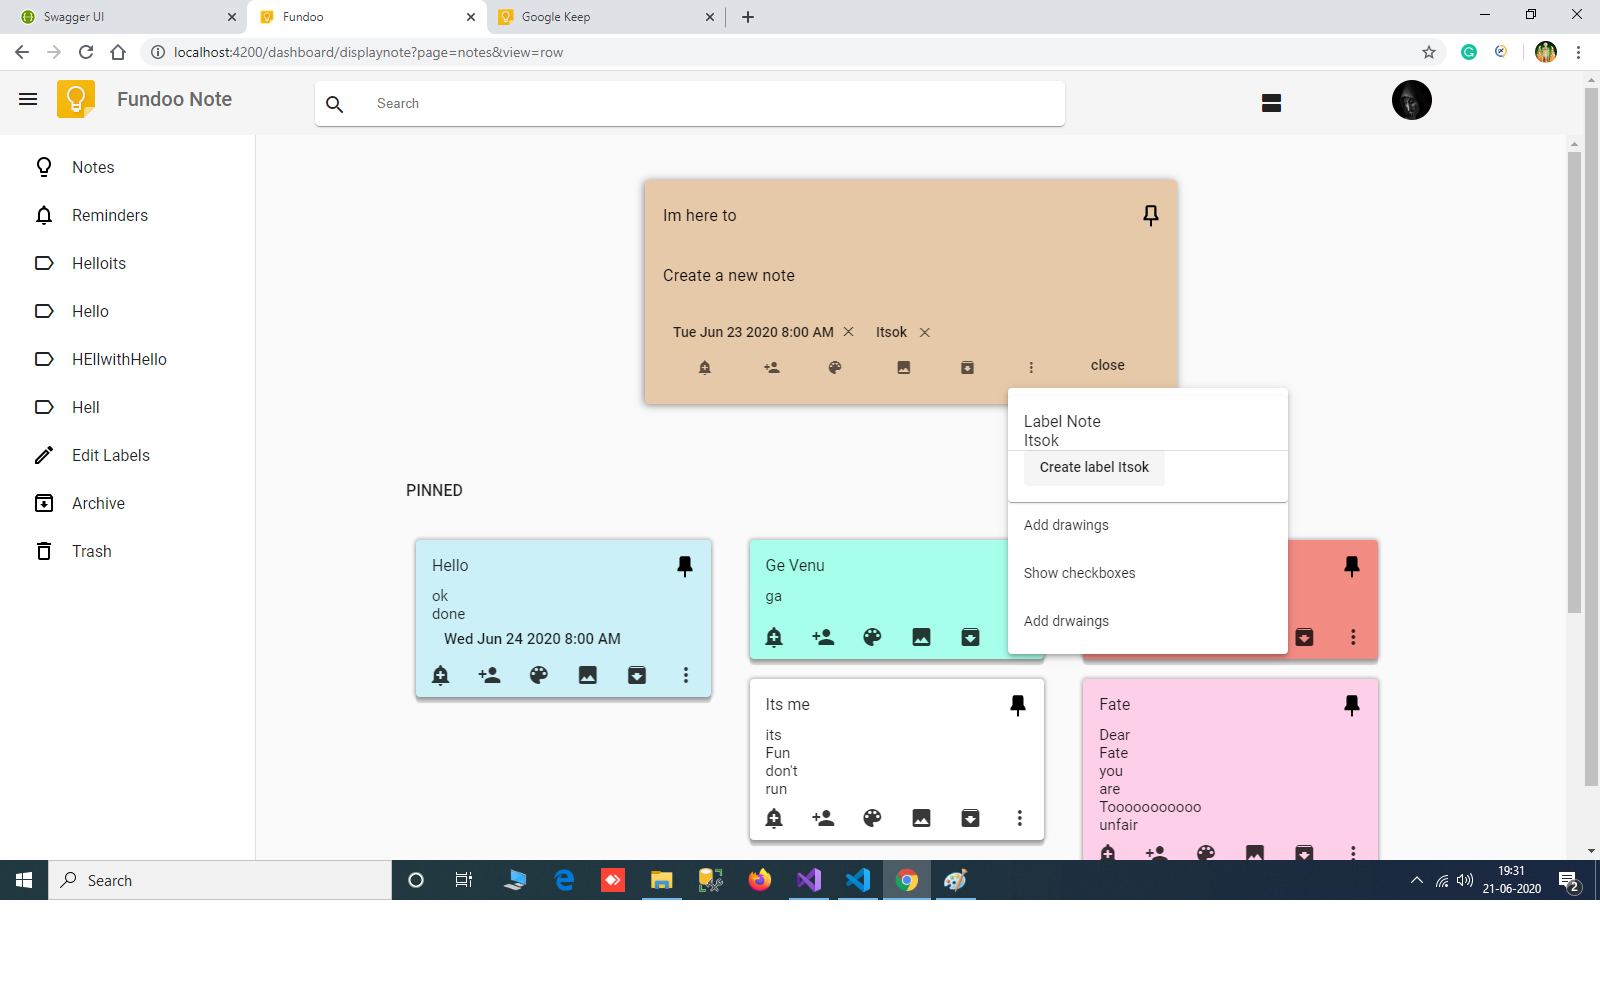 Swagger UI
Fundoo
Google Keep
localhost:4200/dashboard/displaynote?page=notes&view=row
Fundoo Note
Search
Notes
Reminders
Helloits
Hello
HEllwithHello
Hell
Edit Labels
Archive
Trash
Im here to
Create a new note
Tue Jun 23 2020 8:00 AM
Itsok
close
Label Note
Itsok
Create label Itsok
Add drawings
Show checkboxes
Add drwaings
PINNED
Hello
ok
done
Wed Jun 24 2020 8:00 AM
Ge Venu
ga
Its me
its
Fun
don't
run
Fate
Dear
Fate
you
are
Tooooooooooo
unfair
Search
19:31
21-06-2020
2